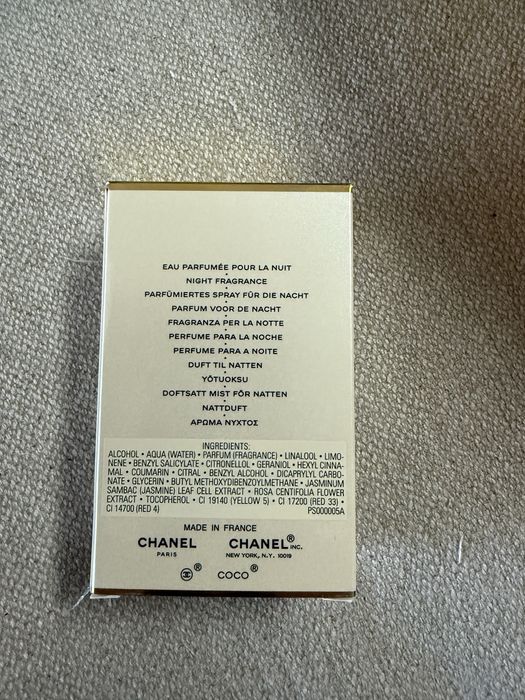 EAU PARFUMÉE POUR LA NUIT
NIGHT FRAGRANCE
PARFÜMIERTES SPRAY FÜR DIE NACHT
PARFUM VOOR DE NACHT
FRAGRANZA PER LA NOTTE
PERFUME PARA LA NOCHE
PERFUME PARA A NOITE
DUFT TIL NATTEN
YÖTUOKSU
DOFTSATT MIST FÖR NATTEN
NATTDUFT
ΑΡΩΜΑ ΝΥΧΤΟΣ
INGREDIENTS:
ALCOHOL • AQUA (WATER) • PARFUM (FRAGRANCE) • LINALOOL • LIMO-
NENE • BENZYL SALICYLATE • CITRONELLOL • GERANIOL • HEXYL CINNA-
MAL • COUMARIN • CITRAL • BENZYL ALCOHOL • DICAPRYLYL CARBO-
NATE • GLYCERIN • BUTYL METHOXYDIBENZOYLMETHANE • JASMINUM
SAMBAC (JASMINE) LEAF CELL EXTRACT • ROSA CENTIFOLIA FLOWER
EXTRACT • TOCOPHEROL • CI 19140 (YELLOW 5) • CI 17200 (RED 33) •
CI 14700 (RED 4) PS000005A
MADE IN FRANCE
CHANEL CHANEL® INC.
PARIS NEW YORK, N.Y. 10019
® COCO®